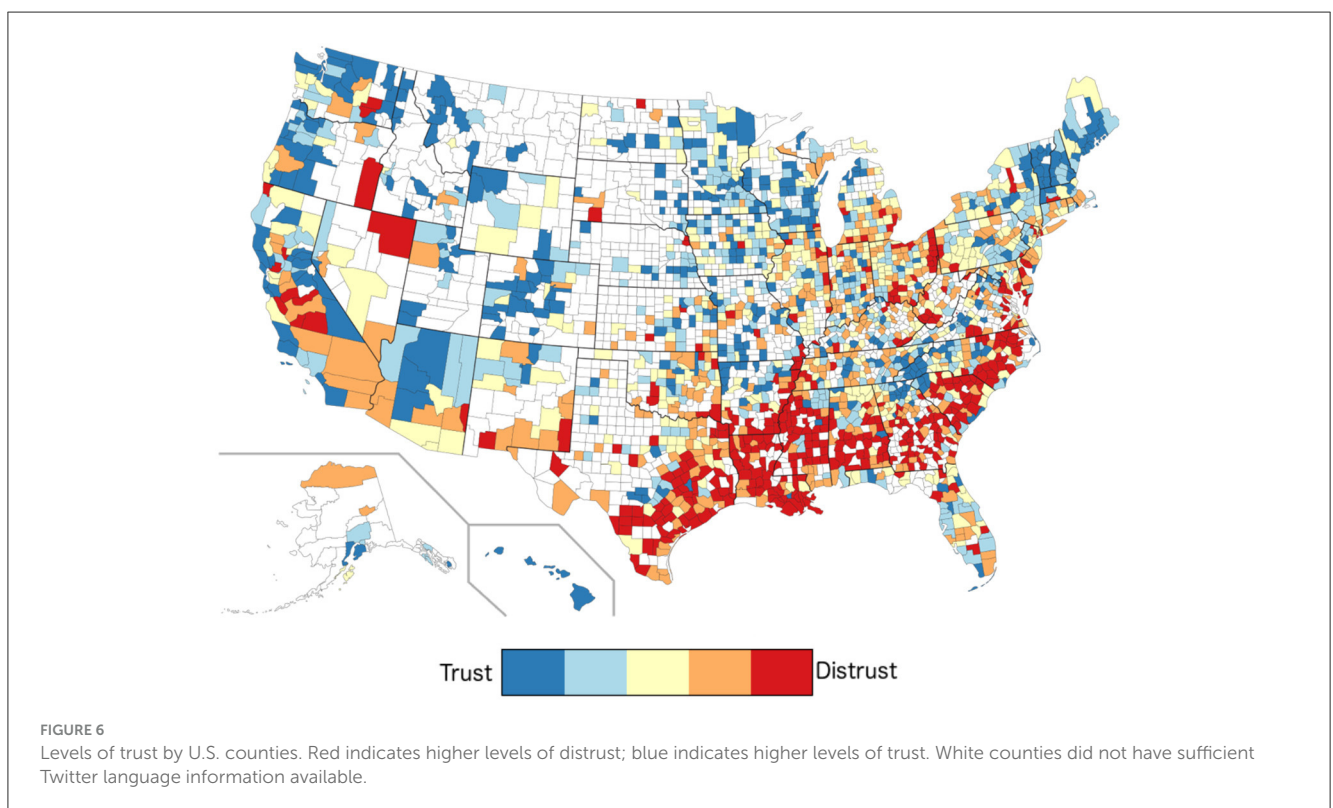 Trust
Distrust
FIGURE 6
Levels of trust by U.S. counties. Red indicates higher levels of distrust; blue indicates higher levels of trust. White counties did not have sufficient
Twitter language information available.